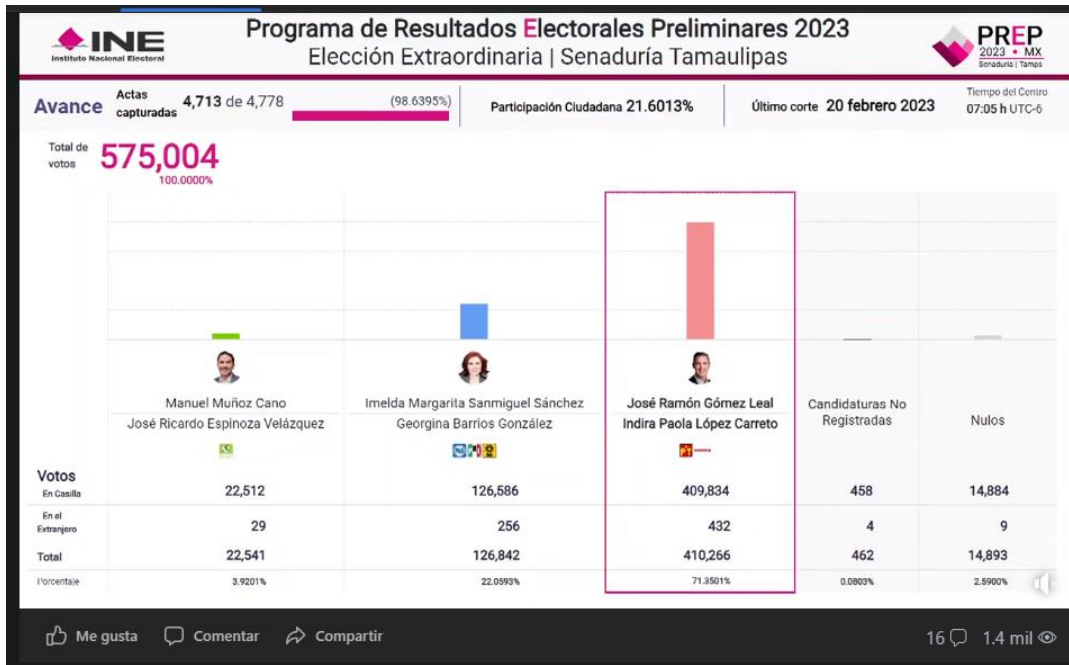 INE
Instituto Nacional Electoral
Programa de Resultados Electorales Preliminares 2023
Elección Extraordinaria | Senaduría Tamaulipas
PREP
2023 • MX
Senaduría | Tamps
Avance
Actas capturadas 4,713 de 4,778
(98.6395%)
Participación Ciudadana 21.6013%
Último corte 20 febrero 2023
Tiempo del Centro
07:05 h UTC-6
Total de votos 575,004
100.0000%
Manuel Muñoz Cano
José Ricardo Espinoza Velázquez
Imelda Margarita Sanmiguel Sánchez
Georgina Barrios González
José Ramón Gómez Leal
Indira Paola López Carreto
Candidaturas No Registradas
Nulos
PAN PRI PRD
PT morena
Votos
En Casilla 22,512 126,586 409,834 458 14,884
En el Extranjero 29 256 432 4 9
Total 22,541 126,842 410,266 462 14,893
Porcentaje 3.9201% 22.0593% 71.3501% 0.0803% 2.5900%
Me gusta Comentar Compartir 16 1.4 mil